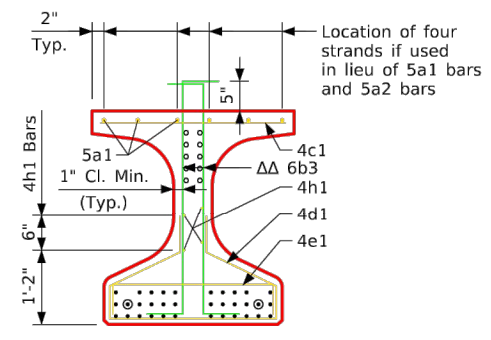 2"
Typ.
Location of four
strands if used
in lieu of 5a1 bars
and 5a2 bars
5"
4h1 Bars
5a1
4c1
1" Cl. Min.
(Typ.)
ΔΔ 6b3
4h1
6"
4d1
4e1
1'-2"